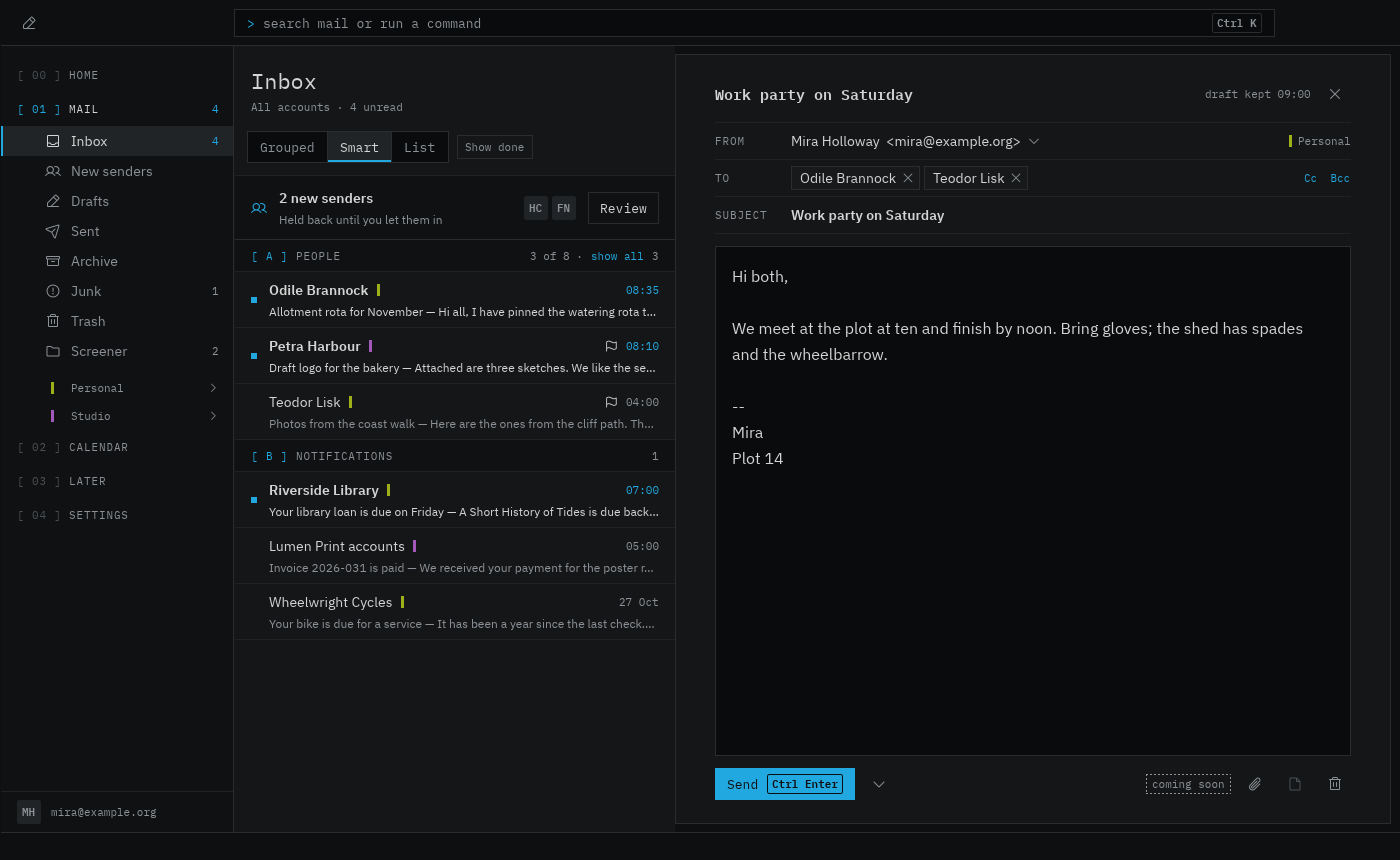 > search mail or run a command Ctrl K
[ 00 ] HOME
[ 01 ] MAIL 4
Inbox 4
New senders
Drafts
Sent
Archive
Junk 1
Trash
Screener 2
Personal
Studio
[ 02 ] CALENDAR
[ 03 ] LATER
[ 04 ] SETTINGS
MH mira@example.org
Inbox
All accounts · 4 unread
Grouped Smart List Show done
2 new senders
Held back until you let them in
HC FN Review
[ A ] PEOPLE 3 of 8 · show all 3
Odile Brannock 08:35
Allotment rota for November — Hi all, I have pinned the watering rota t…
Petra Harbour 08:10
Draft logo for the bakery — Attached are three sketches. We like the se…
Teodor Lisk 04:00
Photos from the coast walk — Here are the ones from the cliff path. Th…
[ B ] NOTIFICATIONS 1
Riverside Library 07:00
Your library loan is due on Friday — A Short History of Tides is due back…
Lumen Print accounts 05:00
Invoice 2026-031 is paid — We received your payment for the poster r…
Wheelwright Cycles 27 Oct
Your bike is due for a service — It has been a year since the last check.…
Work party on Saturday draft kept 09:00
FROM Mira Holloway <mira@example.org> Personal
TO Odile Brannock Teodor Lisk Cc Bcc
SUBJECT Work party on Saturday
Hi both,
We meet at the plot at ten and finish by noon. Bring gloves; the shed has spades
and the wheelbarrow.
--
Mira
Plot 14
Send Ctrl Enter coming soon